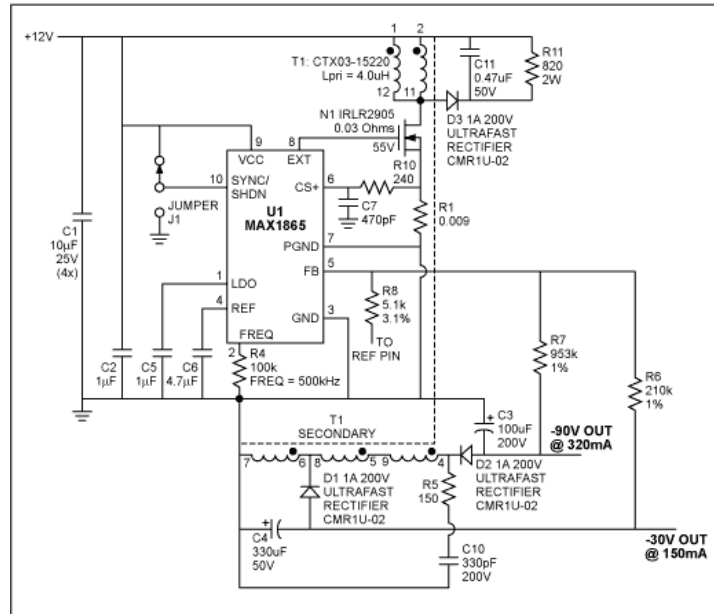 +12V
1
2
T1: CTX03-15220
Lpri = 4.0uH
12
11
C11
0.47uF
50V
R11
820
2W
N1 IRLR2905
0.03 Ohms
55V
D3 1A 200V
ULTRAFAST
RECTIFIER
CMR1U-02
9
8
VCC
EXT
R10
240
10
SYNC/
SHDN
CS+
6
JUMPER
J1
U1
MAX1865
C7
470pF
R1
0.009
C1
10µF
25V
(4x)
PGND
7
FB
5
1
LDO
R8
5.1k
3.1%
4
REF
GND
3
TO
REF PIN
R7
953k
1%
R6
210k
1%
FREQ
2
R4
100k
FREQ = 500kHz
C2
1µF
C5
1µF
C6
4.7µF
T1
SECONDARY
+
C3
100uF
200V
-90V OUT
@ 320mA
7
6
8
5
9
4
D2 1A 200V
ULTRAFAST
RECTIFIER
CMR1U-02
D1 1A 200V
ULTRAFAST
RECTIFIER
CMR1U-02
R5
150
+
C4
330uF
50V
C10
330pF
200V
-30V OUT
@ 150mA